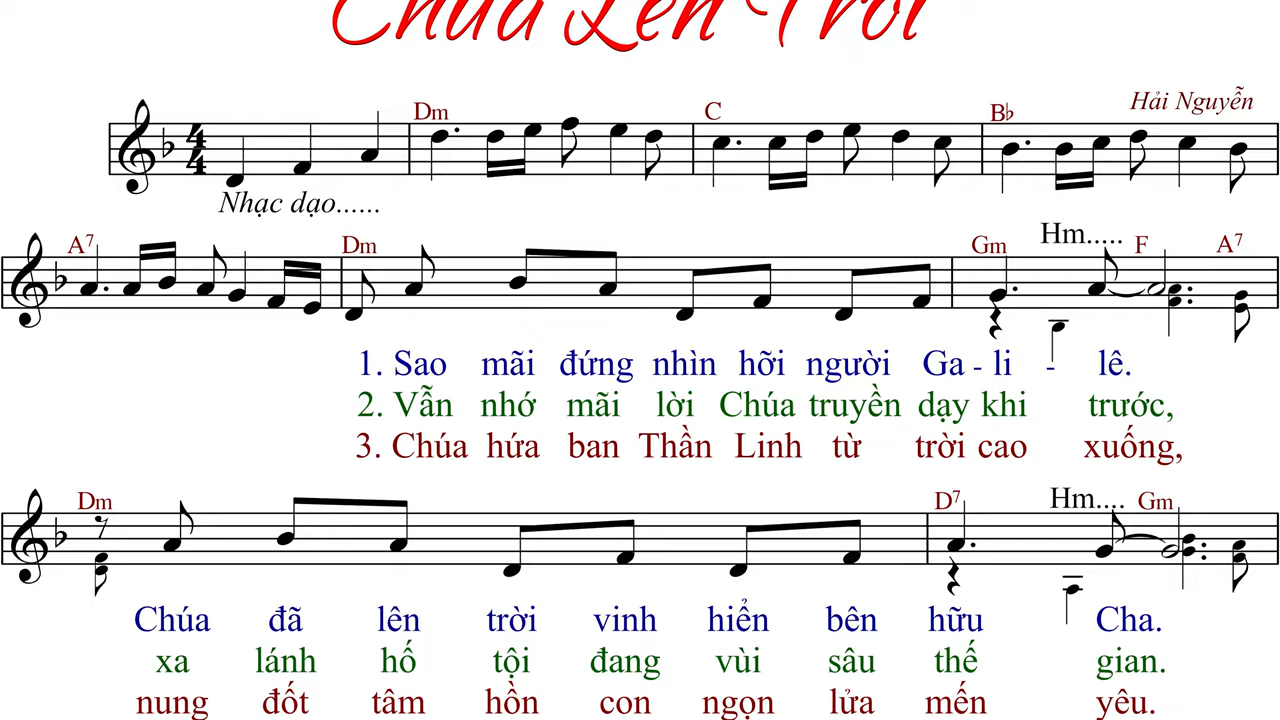 Chúa Lên Trời
Hải Nguyễn
Dm C B♭
4/4
Nhạc dạo......
Hm.....
A7 Dm Gm F A7
1. Sao mãi đứng nhìn hỡi người Ga - li - lê.
2. Vẫn nhớ mãi lời Chúa truyền dạy khi trước,
3. Chúa hứa ban Thần Linh từ trời cao xuống,
Hm....
Dm D7 Gm
Chúa đã lên trời vinh hiển bên hữu Cha.
xa lánh hố tội đang vùi sâu thế gian.
nung đốt tâm hồn con ngọn lửa mến yêu.